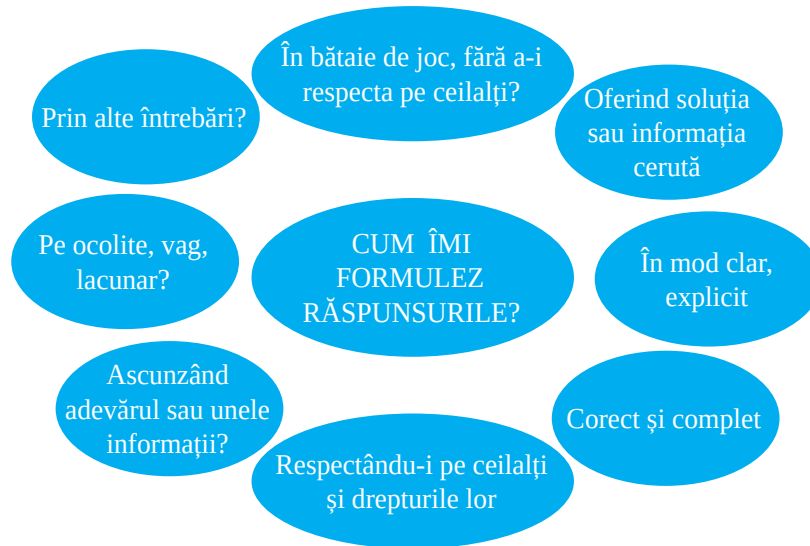 În bătaie de joc, fără a-i
respecta pe ceilalți?
Prin alte întrebări?
Oferind soluția
sau informația
cerută
Pe ocolite, vag,
lacunar?
CUM ÎMI
FORMULEZ
RĂSPUNSURILE?
În mod clar,
explicit
Ascunzând
adevărul sau unele
informații?
Corect și complet
Respectându-i pe ceilalți
și drepturile lor